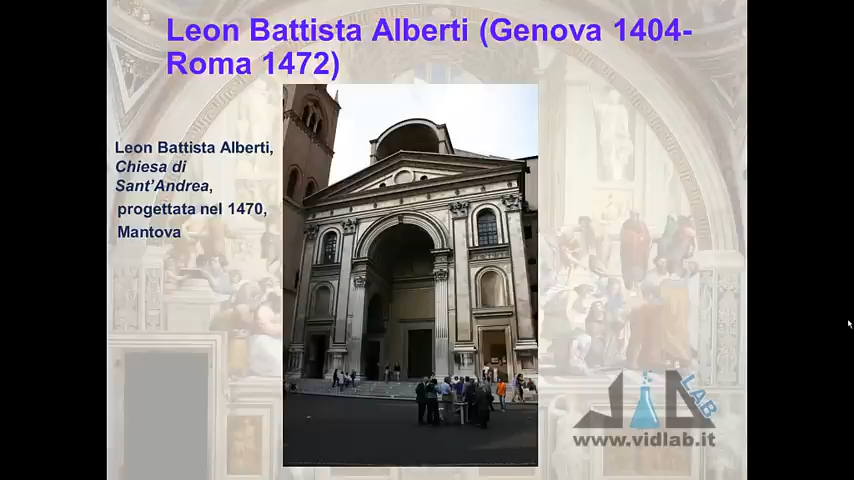 Leon Battista Alberti (Genova 1404-
Roma 1472)
Leon Battista Alberti,
Chiesa di
Sant'Andrea,
progettata nel 1470,
Mantova
LAB
www.vidlab.it